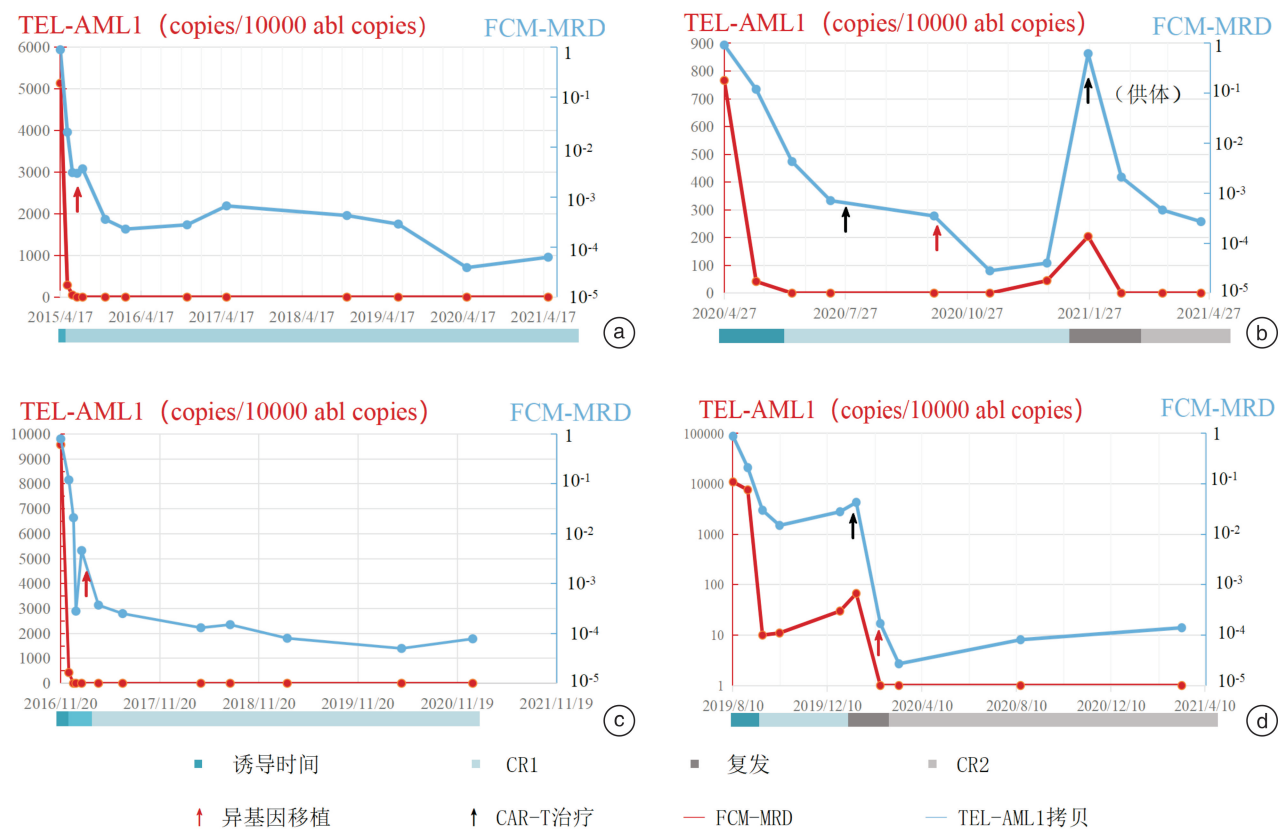 TEL-AML1 (copies/10000 abl copies) FCM-MRD
6000 1
5000 10-1
4000 10-2
3000 10-3
2000 10-4
1000 10-5
0
2015/4/17 2016/4/17 2017/4/17 2018/4/17 2019/4/17 2020/4/17 2021/4/17
a
TEL-AML1 (copies/10000 abl copies) FCM-MRD
900 1
800 10-1
700 10-2
600 10-3
500 10-4
400 10-5
300
200
100
0
(供体)
2020/4/27 2020/7/27 2020/10/27 2021/1/27 2021/4/27
b
TEL-AML1 (copies/10000 abl copies) FCM-MRD
10000 1
9000 10-1
8000 10-2
7000 10-3
6000 10-4
5000 10-5
4000
3000
2000
1000
0
2016/11/20 2017/11/20 2018/11/20 2019/11/20 2020/11/19 2021/11/19
c
TEL-AML1 (copies/10000 abl copies) FCM-MRD
100000 1
10000 10-1
1000 10-2
100 10-3
10 10-4
1 10-5
2019/8/10 2019/12/10 2020/4/10 2020/8/10 2020/12/10 2021/4/10
d
诱导时间 CR1 复发 CR2
异基因移植 CAR-T治疗 FCM-MRD TEL-AML1拷贝